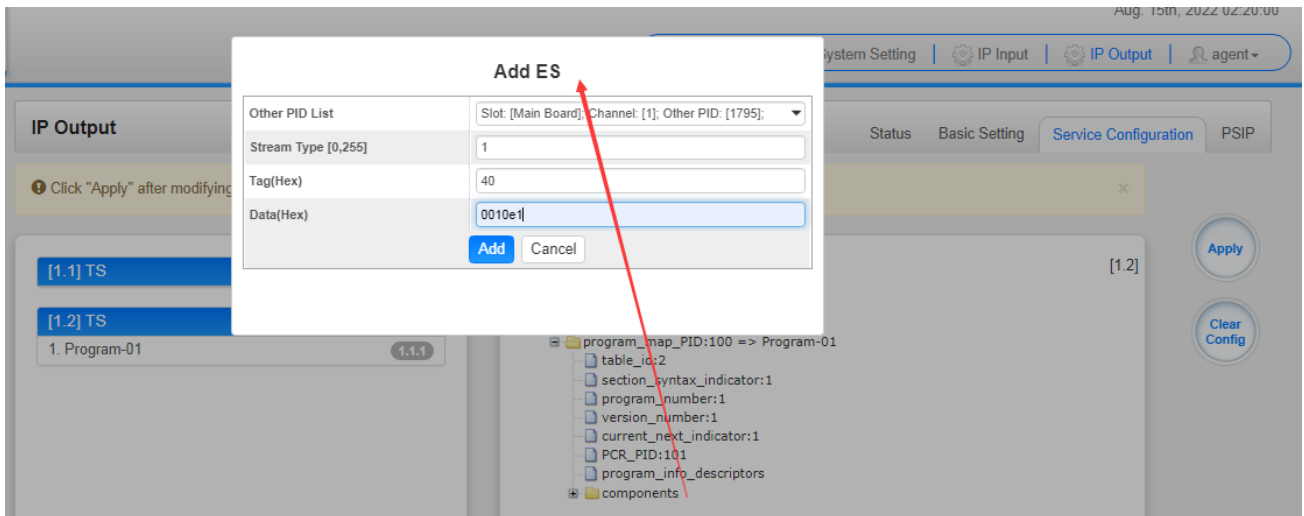 Aug. 15th, 2022 02:20:00
System Setting | IP Input | IP Output | agent
IP Output
Status Basic Setting Service Configuration PSIP
Click "Apply" after modifying
×
Add ES
Other PID List Slot: [Main Board]; Channel: [1]; Other PID: [1795];
Stream Type [0,255] 1
Tag(Hex) 40
Data(Hex) 0010e1
Add Cancel
[1.1] TS
[1.2] TS
1. Program-01 1.1.1
[1.2]
program_map_PID:100 => Program-01
table_id:2
section_syntax_indicator:1
program_number:1
version_number:1
current_next_indicator:1
PCR_PID:101
program_info_descriptors
components
Apply
Clear
Config